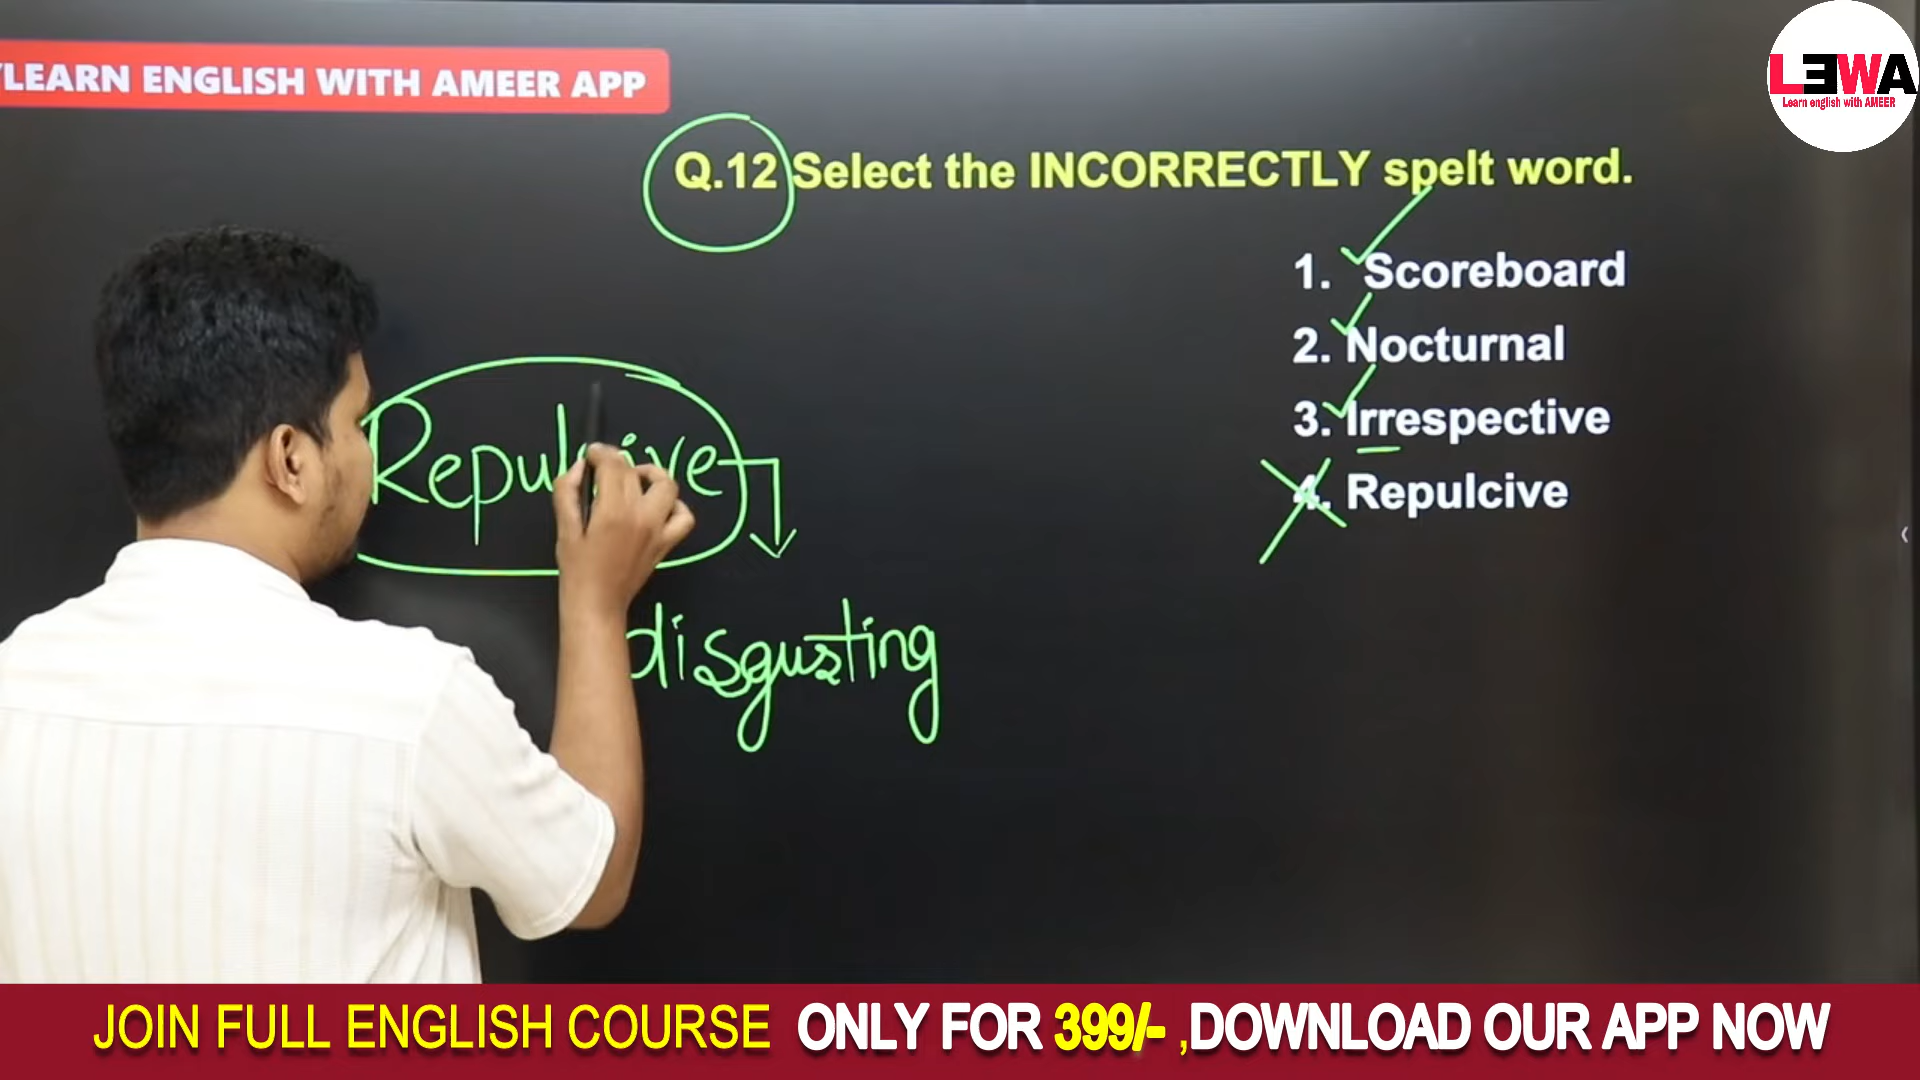 LEARN ENGLISH WITH AMEER APP
LEWA
Learn english with AMEER
Q.12 Select the INCORRECTLY spelt word.
1. Scoreboard
2. Nocturnal
3. Irrespective
4. Repulcive
disgusting
JOIN FULL ENGLISH COURSE ONLY FOR 399/- ,DOWNLOAD OUR APP NOW